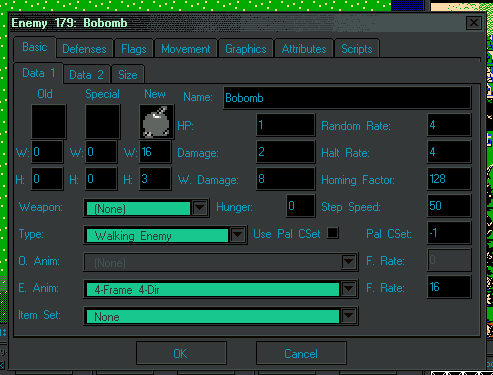 Enemy 179: Bobomb
Basic Defenses Flags Movement Graphics Attributes Scripts
Data 1 Data 2 Size
Old Special New Name: Bobomb
HP: 1 Random Rate: 4
W: 0 W: 0 W: 16 Damage: 2 Halt Rate: 4
H: 0 H: 0 H: 3 W. Damage: 8 Homing Factor: 128
Weapon: (None) Hunger: 0 Step Speed: 50
Type: Walking Enemy Use Pal CSet Pal CSet: -1
O. Anim: (None) F. Rate: 0
E. Anim: 4-Frame 4-Dir F. Rate: 16
Item Set: None
OK Cancel